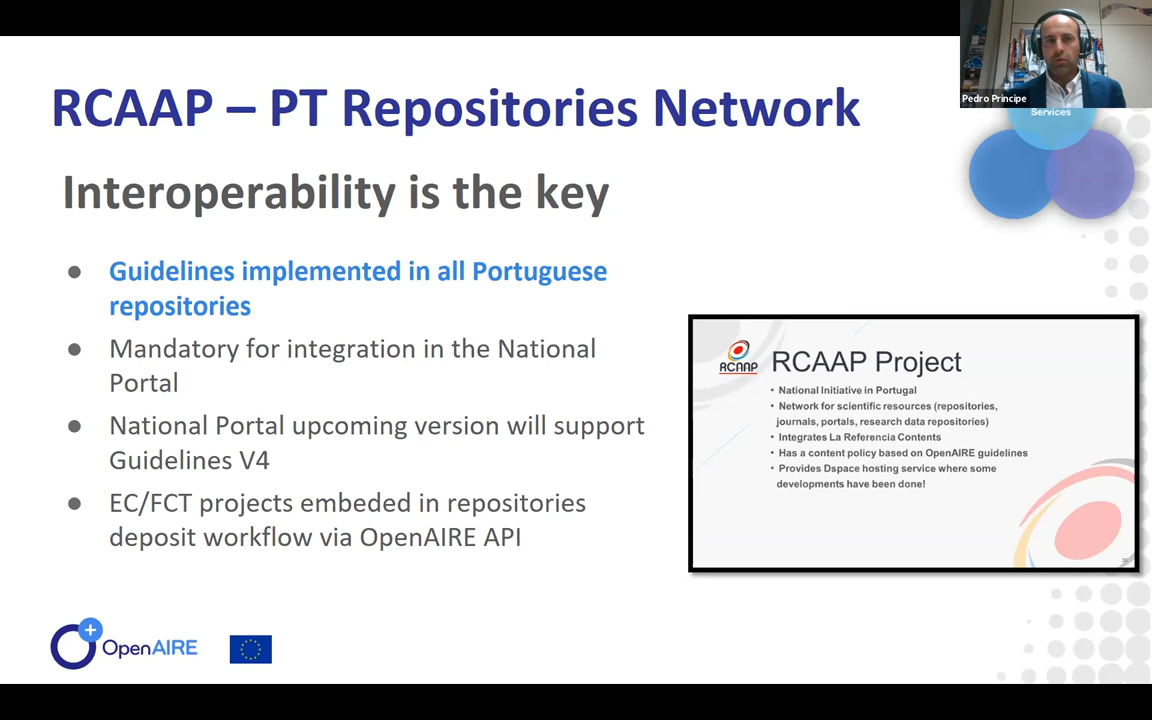 Pedro Principe
Services
RCAAP – PT Repositories Network
Interoperability is the key
● Guidelines implemented in all Portuguese
repositories
● Mandatory for integration in the National
Portal
● National Portal upcoming version will support
Guidelines V4
● EC/FCT projects embeded in repositories
deposit workflow via OpenAIRE API
RCAAP
RCAAP Project
• National Initiative in Portugal
• Network for scientific resources (repositories,
journals, portals, research data repositories)
• Integrates La Referencia Contents
• Has a content policy based on OpenAIRE guidelines
• Provides Dspace hosting service where some
developments have been done!
OpenAIRE